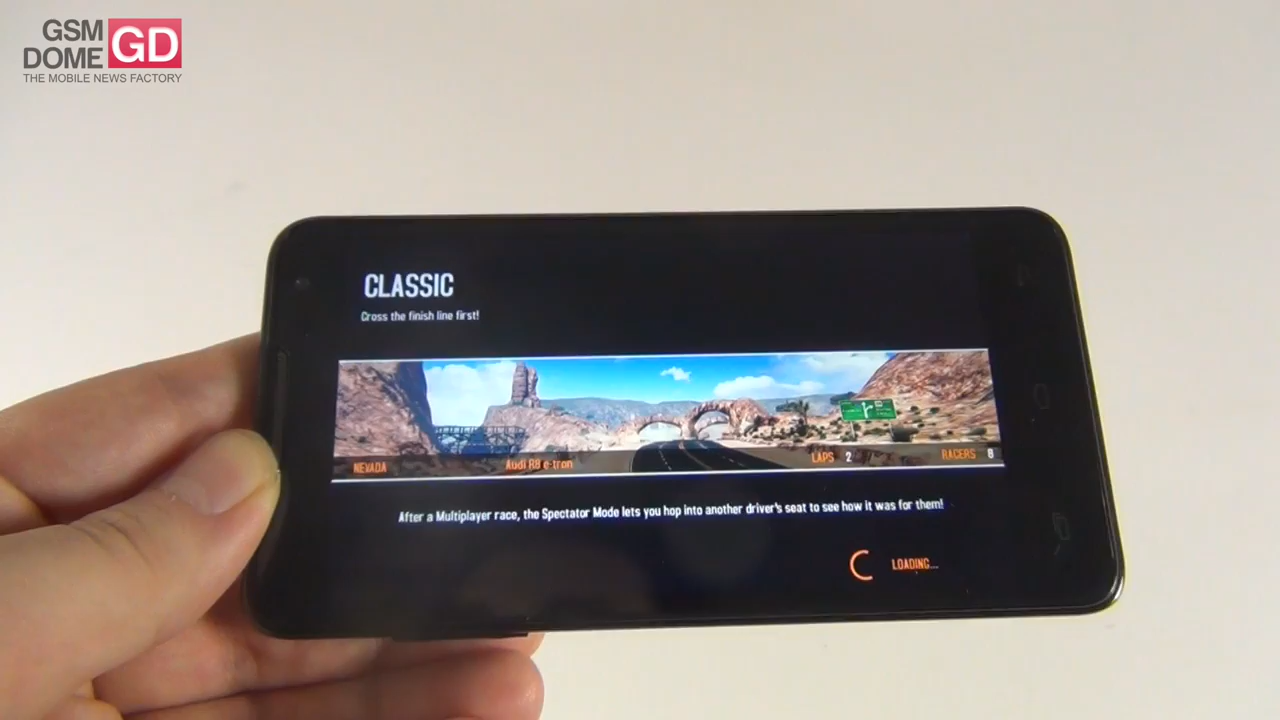 GSM
DOME GD
THE MOBILE NEWS FACTORY
CLASSIC
Cross the finish line first!
NEVADA Audi R8 e-tron LAPS 2 RACERS 8
After a Multiplayer race, the Spectator Mode lets you hop into another driver's seat to see how it was for them!
LOADING...